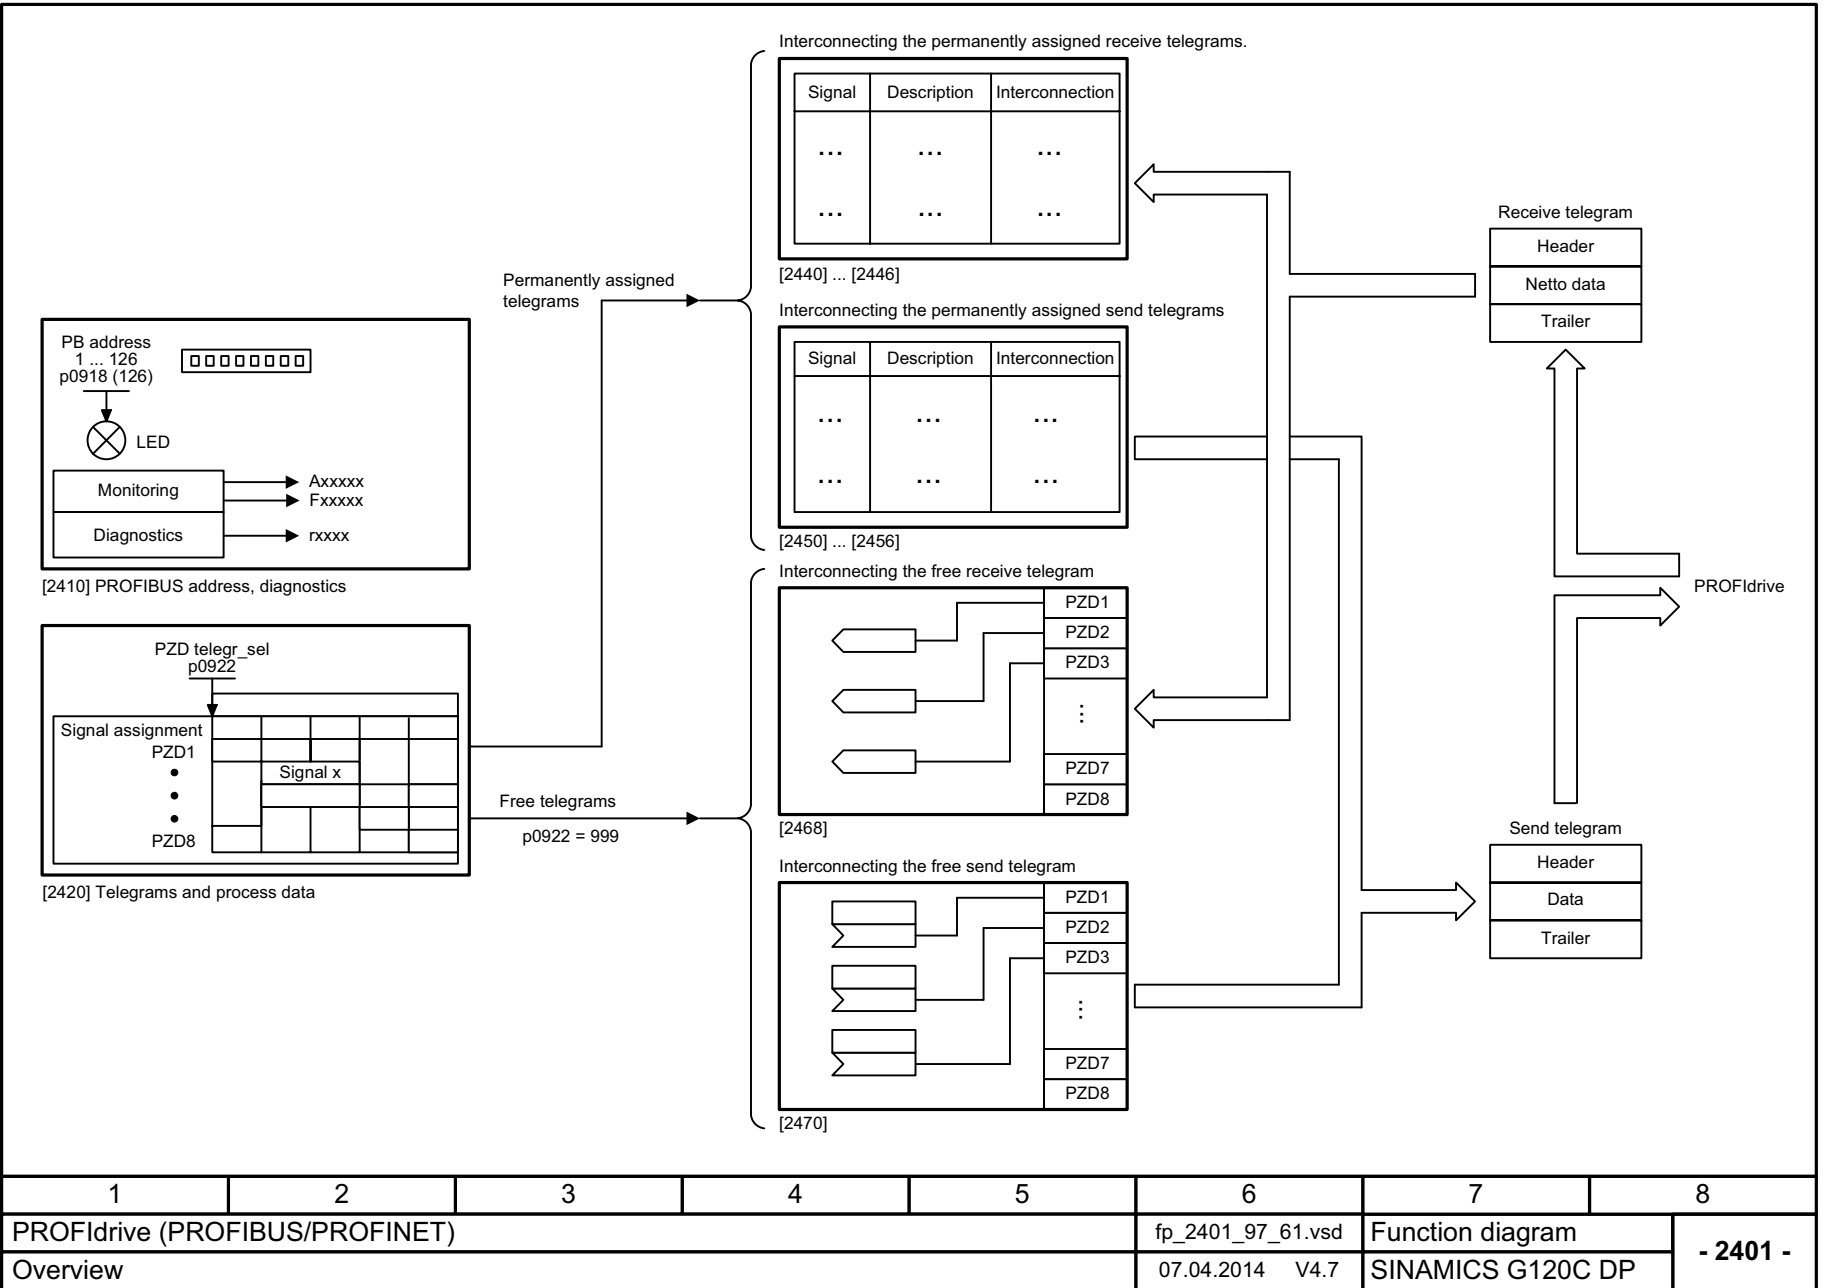 Interconnecting the permanently assigned receive telegrams.
Signal Description Interconnection
... ... ...
... ... ...
[2440] ... [2446]
Permanently assigned
telegrams
Interconnecting the permanently assigned send telegrams
Signal Description Interconnection
... ... ...
... ... ...
[2450] ... [2456]
PB address
1 ... 126
p0918 (126)
LED
Monitoring
Axxxxx
Fxxxxx
Diagnostics
rxxxx
[2410] PROFIBUS address, diagnostics
PZD telegr_sel
p0922
Signal assignment
PZD1
Signal x
PZD8
[2420] Telegrams and process data
Free telegrams
p0922 = 999
Interconnecting the free receive telegram
PZD1
PZD2
PZD3
...
PZD7
PZD8
[2468]
Interconnecting the free send telegram
PZD1
PZD2
PZD3
...
PZD7
PZD8
[2470]
Receive telegram
Header
Netto data
Trailer
PROFIdrive
Send telegram
Header
Data
Trailer
1 2 3 4 5 6 7 8
PROFIdrive (PROFIBUS/PROFINET) fp_2401_97_61.vsd Function diagram
- 2401 -
Overview 07.04.2014 V4.7 SINAMICS G120C DP